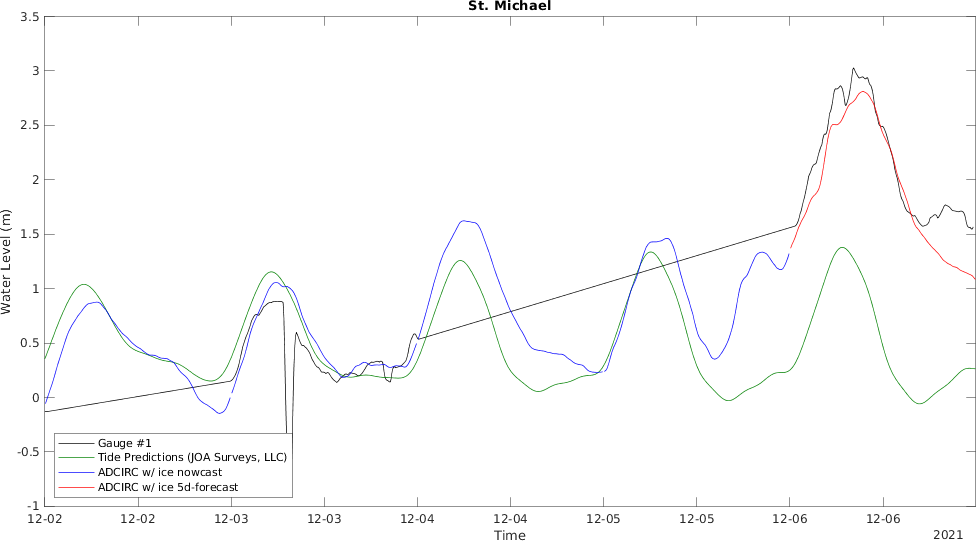 St. Michael
3.5
3
2.5
2
1.5
1
0.5
0
-0.5
-1
Water Level (m)
Gauge #1
Tide Predictions (JOA Surveys, LLC)
ADCIRC w/ ice nowcast
ADCIRC w/ ice 5d-forecast
12-02 12-02 12-03 12-03 12-04 12-04 12-05 12-05 12-06 12-06
Time
2021